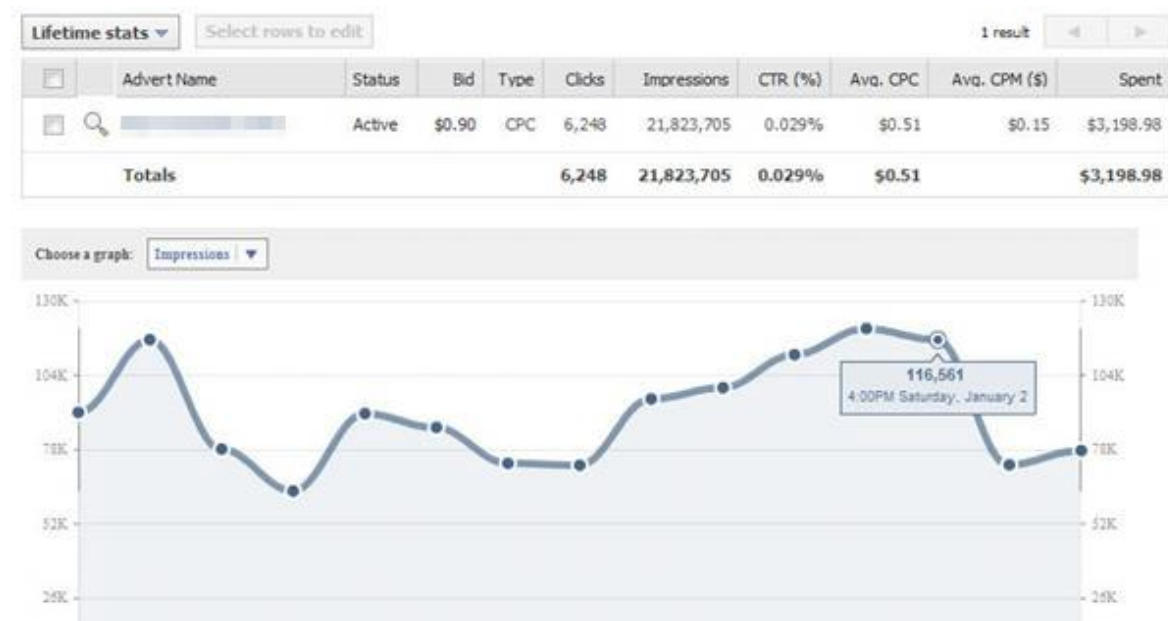 Lifetime stats Select rows to edit 1 result
Advert Name Status Bid Type Clicks Impressions CTR (%) Avg. CPC Avg. CPM ($) Spent
Active $0.90 CPC 6,248 21,823,705 0.029% $0.51 $0.15 $3,198.98
Totals 6,248 21,823,705 0.029% $0.51 $3,198.98
Choose a graph: Impressions
130K 130K
104K 104K
116,561
4:00PM Saturday, January 2
78K 78K
52K 52K
26K 26K